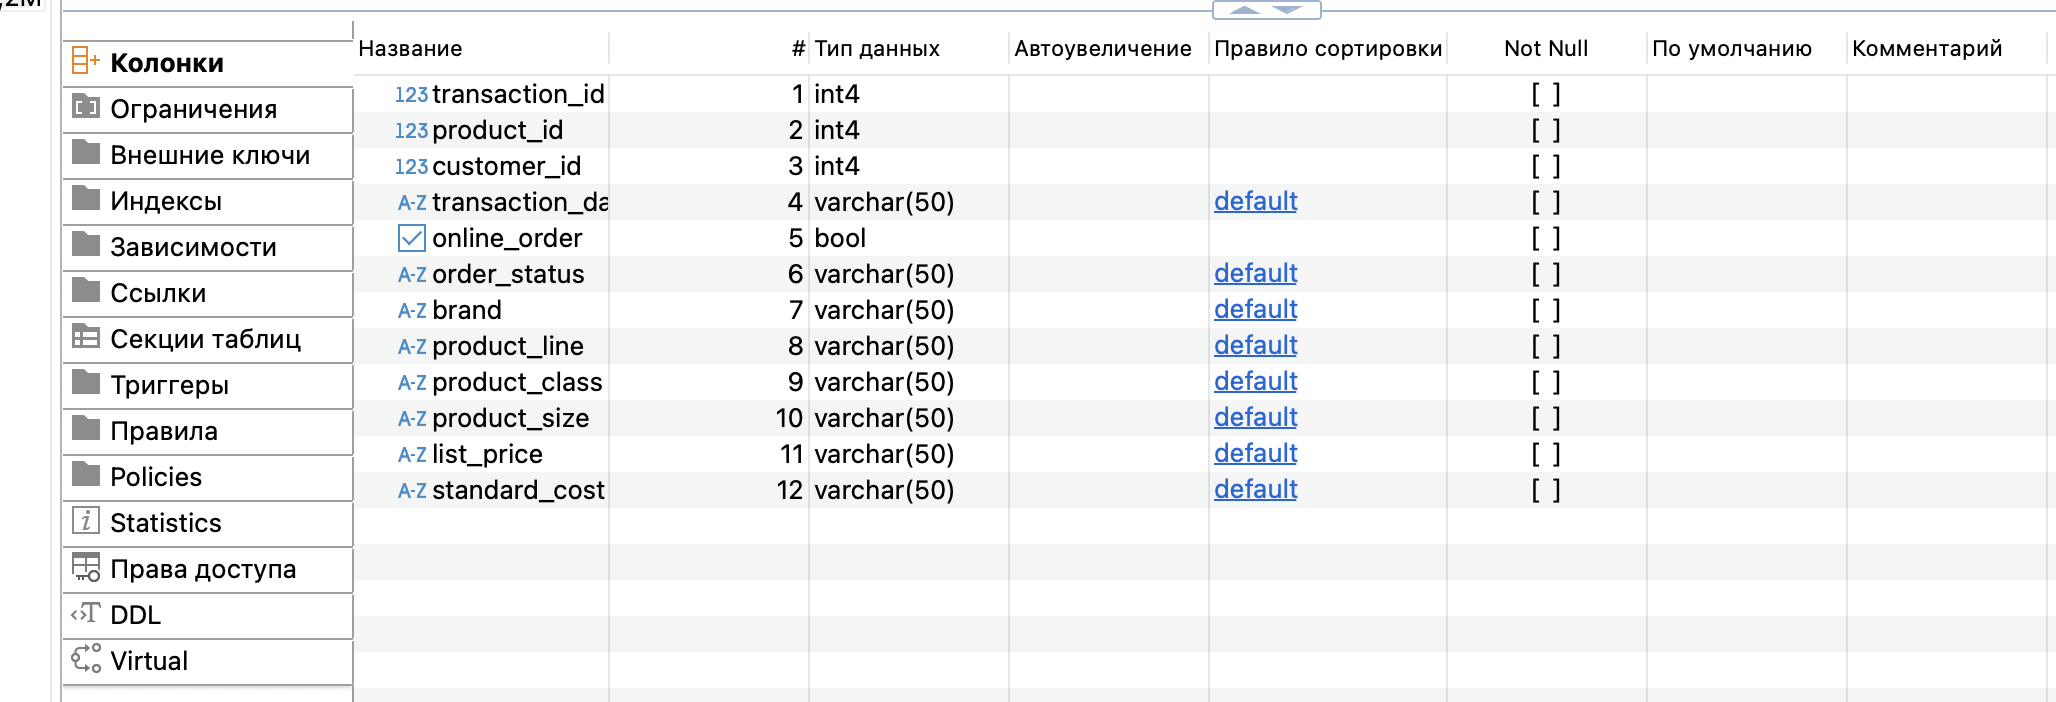 Название # Тип данных Автоувеличение Правило сортировки Not Null По умолчанию Комментарий
Колонки
Ограничения
Внешние ключи
Индексы
Зависимости
Ссылки
Секции таблиц
Триггеры
Правила
Policies
Statistics
Права доступа
DDL
Virtual
123 transaction_id 1 int4 [ ]
123 product_id 2 int4 [ ]
123 customer_id 3 int4 [ ]
A-Z transaction_da 4 varchar(50) default [ ]
online_order 5 bool [ ]
A-Z order_status 6 varchar(50) default [ ]
A-Z brand 7 varchar(50) default [ ]
A-Z product_line 8 varchar(50) default [ ]
A-Z product_class 9 varchar(50) default [ ]
A-Z product_size 10 varchar(50) default [ ]
A-Z list_price 11 varchar(50) default [ ]
A-Z standard_cost 12 varchar(50) default [ ]